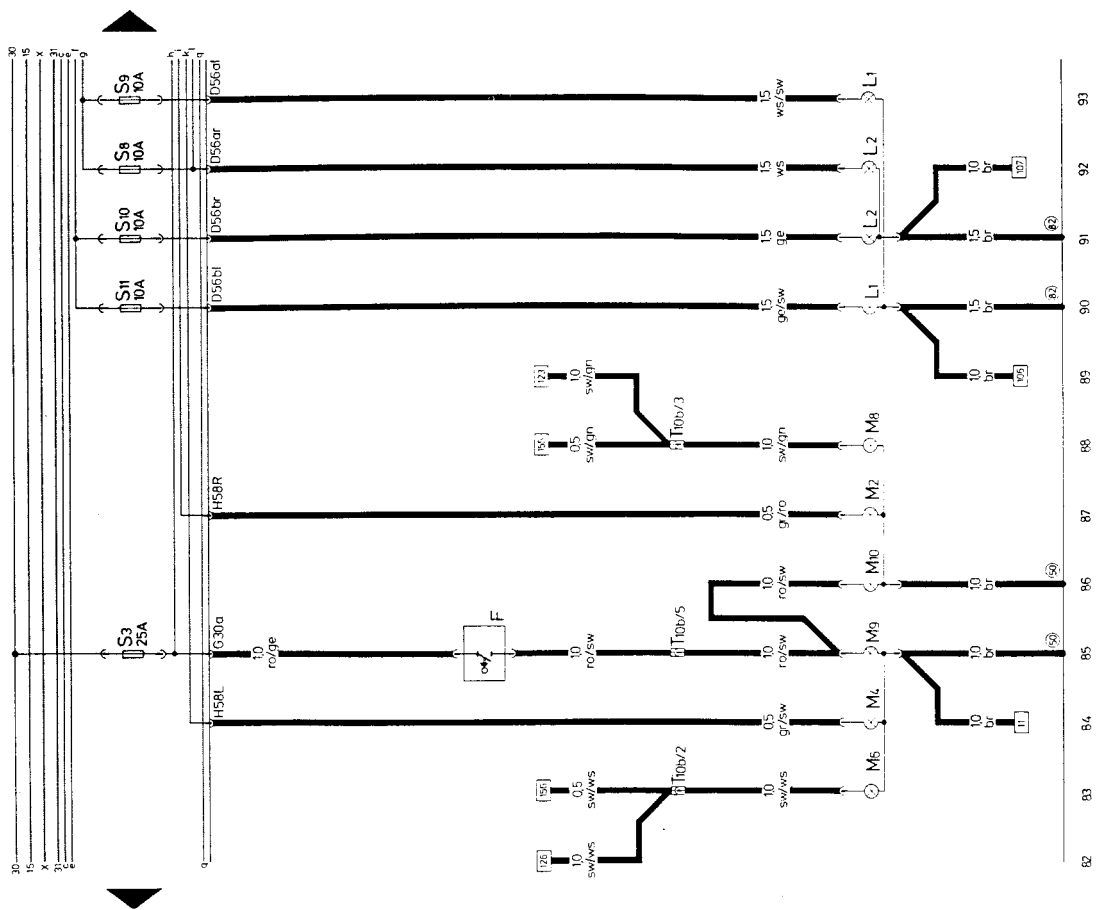 30
15
X
31
c
e
f
g
h
i
k
l
q
S9
10A
D56al
1,5
ws/sw
L1
93
S8
10A
D56ar
1,5
ws
L2
1,0
br
107
92
S10
10A
D56br
1,5
ge
L2
1,5
br
82
91
S11
10A
D56bl
1,5
ge/sw
L1
1,5
br
82
90
123
1,0
sw/gn
1,0
br
89
0,5
sw/gn
T10b/3
1,0
sw/gn
M8
88
H58R
0,5
gr/ro
M2
87
1,0
ro/sw
M10
1,0
br
50
86
S3
25A
G30a
1,0
ro/ge
F
1,0
ro/sw
T10b/5
1,0
ro/sw
M9
1,0
br
50
85
H58L
0,5
gr/sw
M4
1,0
br
11
84
0,5
sw/ws
T10b/2
1,0
sw/ws
M6
83
126
1,0
sw/ws
82
30
15
X
31
c
e
q